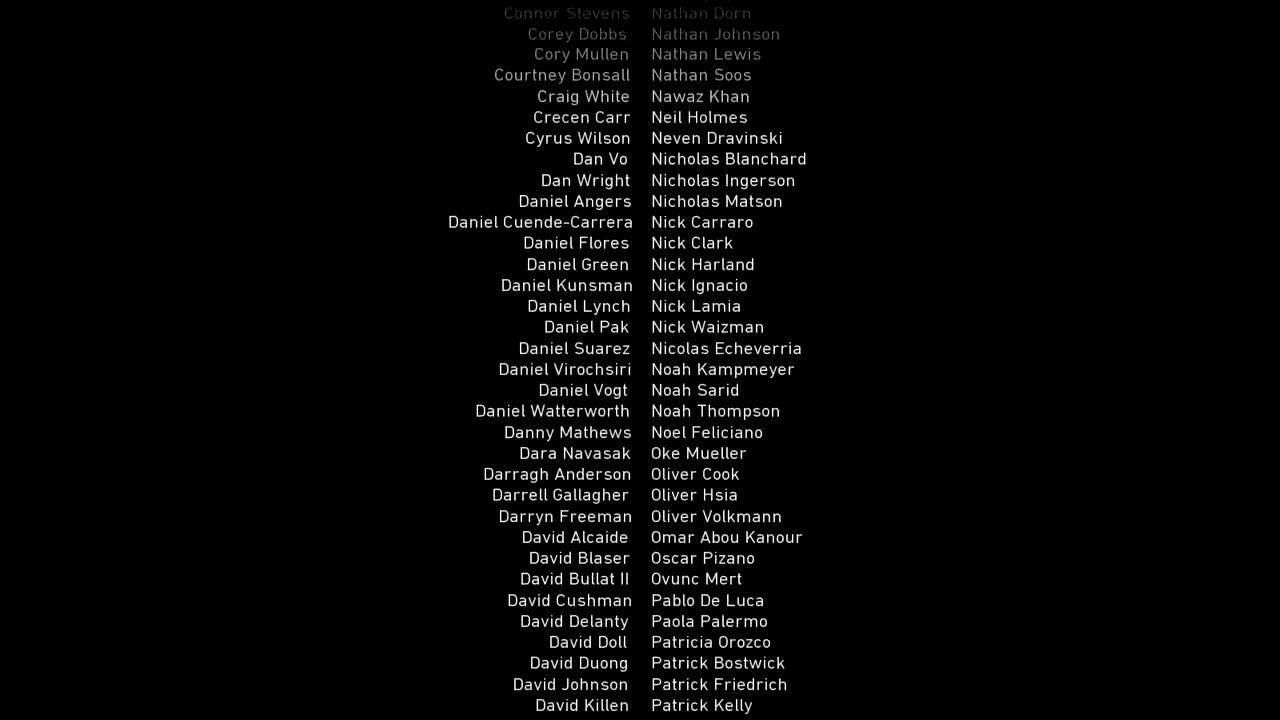 Connor Stevens Nathan Dorn
Corey Dobbs Nathan Johnson
Cory Mullen Nathan Lewis
Courtney Bonsall Nathan Soos
Craig White Nawaz Khan
Crecen Carr Neil Holmes
Cyrus Wilson Neven Dravinski
Dan Vo Nicholas Blanchard
Dan Wright Nicholas Ingerson
Daniel Angers Nicholas Matson
Daniel Cuende-Carrera Nick Carraro
Daniel Flores Nick Clark
Daniel Green Nick Harland
Daniel Kunsman Nick Ignacio
Daniel Lynch Nick Lamia
Daniel Pak Nick Waizman
Daniel Suarez Nicolas Echeverria
Daniel Virochsiri Noah Kampmeyer
Daniel Vogt Noah Sarid
Daniel Watterworth Noah Thompson
Danny Mathews Noel Feliciano
Dara Navasak Oke Mueller
Darragh Anderson Oliver Cook
Darrell Gallagher Oliver Hsia
Darryn Freeman Oliver Volkmann
David Alcaide Omar Abou Kanour
David Blaser Oscar Pizano
David Bullat II Ovunc Mert
David Cushman Pablo De Luca
David Delanty Paola Palermo
David Doll Patricia Orozco
David Duong Patrick Bostwick
David Johnson Patrick Friedrich
David Killen Patrick Kelly